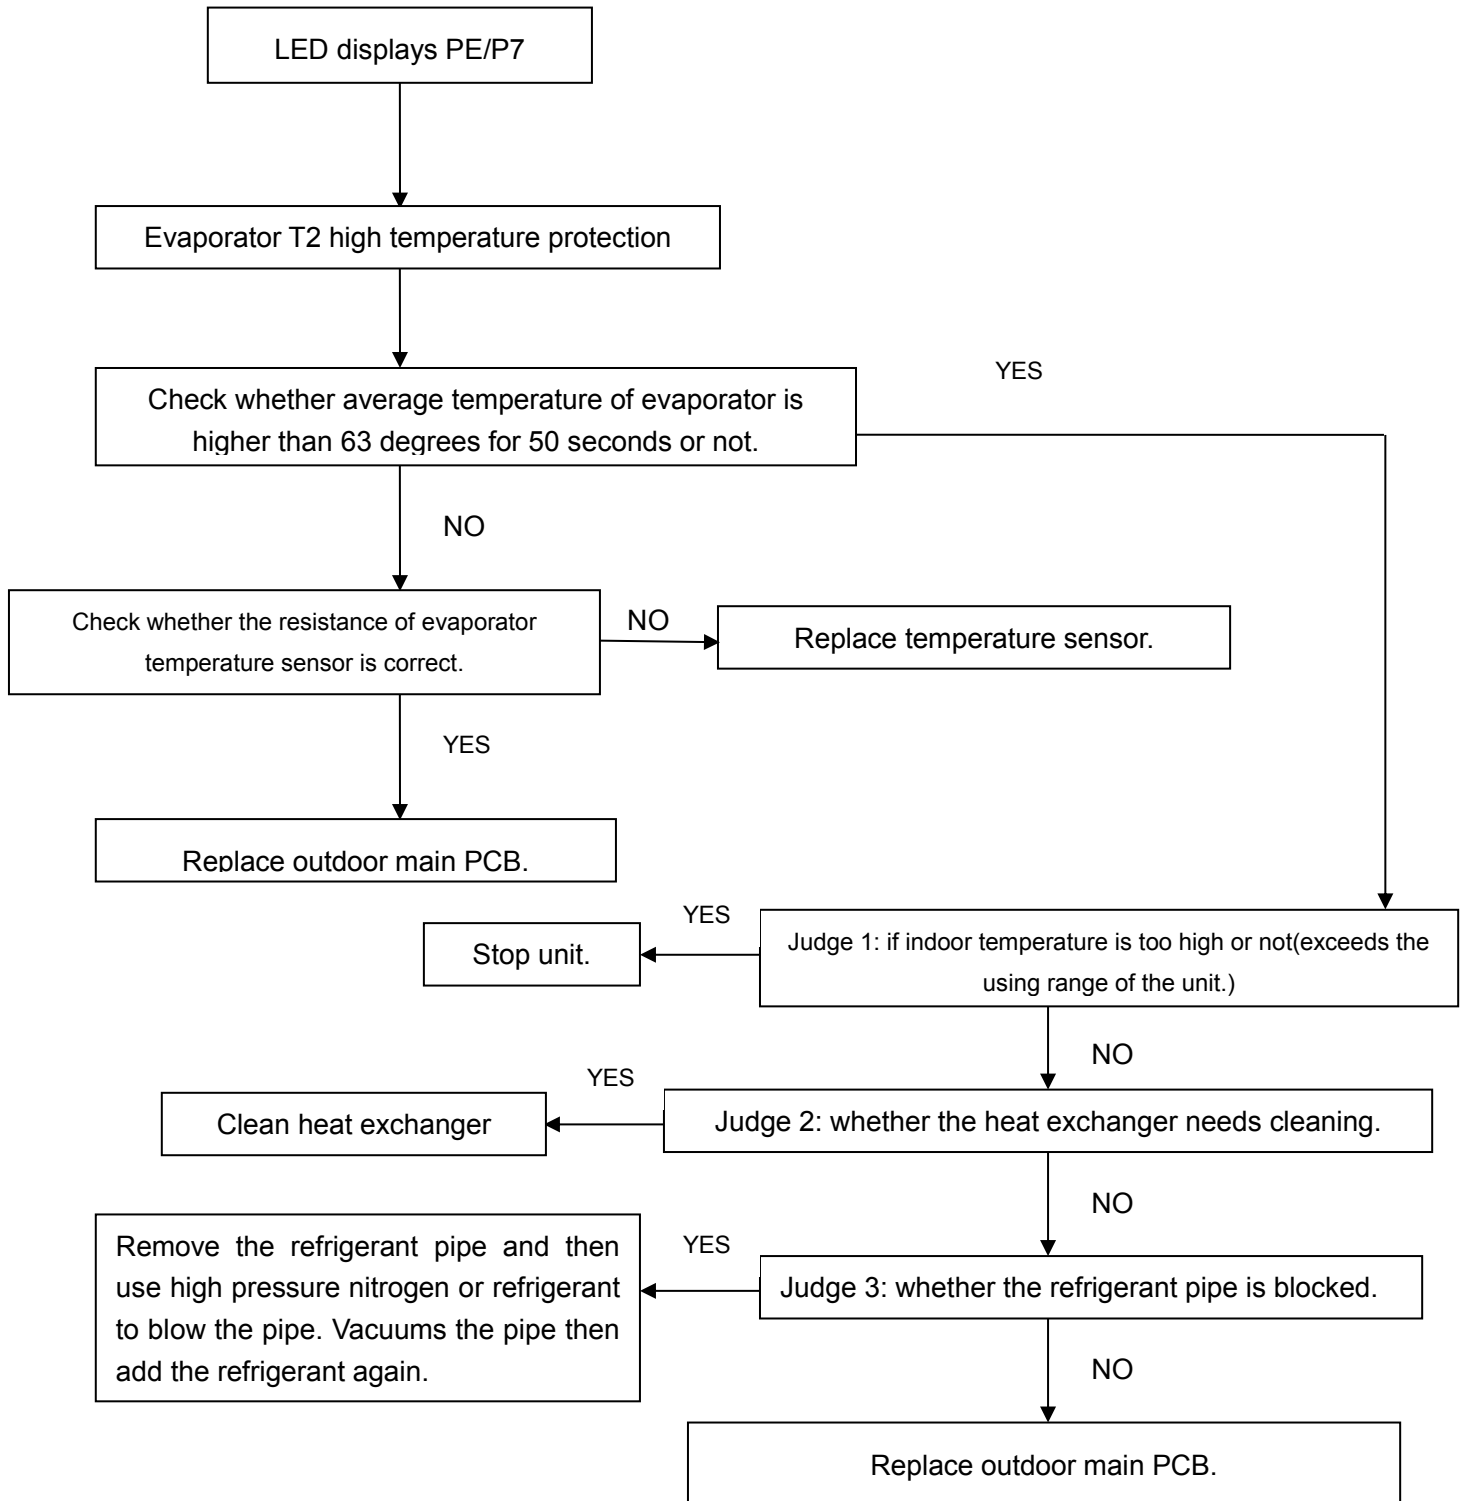 LED displays PE/P7
Evaporator T2 high temperature protection
YES
Check whether average temperature of evaporator is
higher than 63 degrees for 50 seconds or not.
NO
Check whether the resistance of evaporator
temperature sensor is correct.
NO
Replace temperature sensor.
YES
Replace outdoor main PCB.
YES
Stop unit.
Judge 1: if indoor temperature is too high or not(exceeds the
using range of the unit.)
NO
YES
Clean heat exchanger
Judge 2: whether the heat exchanger needs cleaning.
NO
Remove the refrigerant pipe and then
use high pressure nitrogen or refrigerant
to blow the pipe. Vacuums the pipe then
add the refrigerant again.
YES
Judge 3: whether the refrigerant pipe is blocked.
NO
Replace outdoor main PCB.